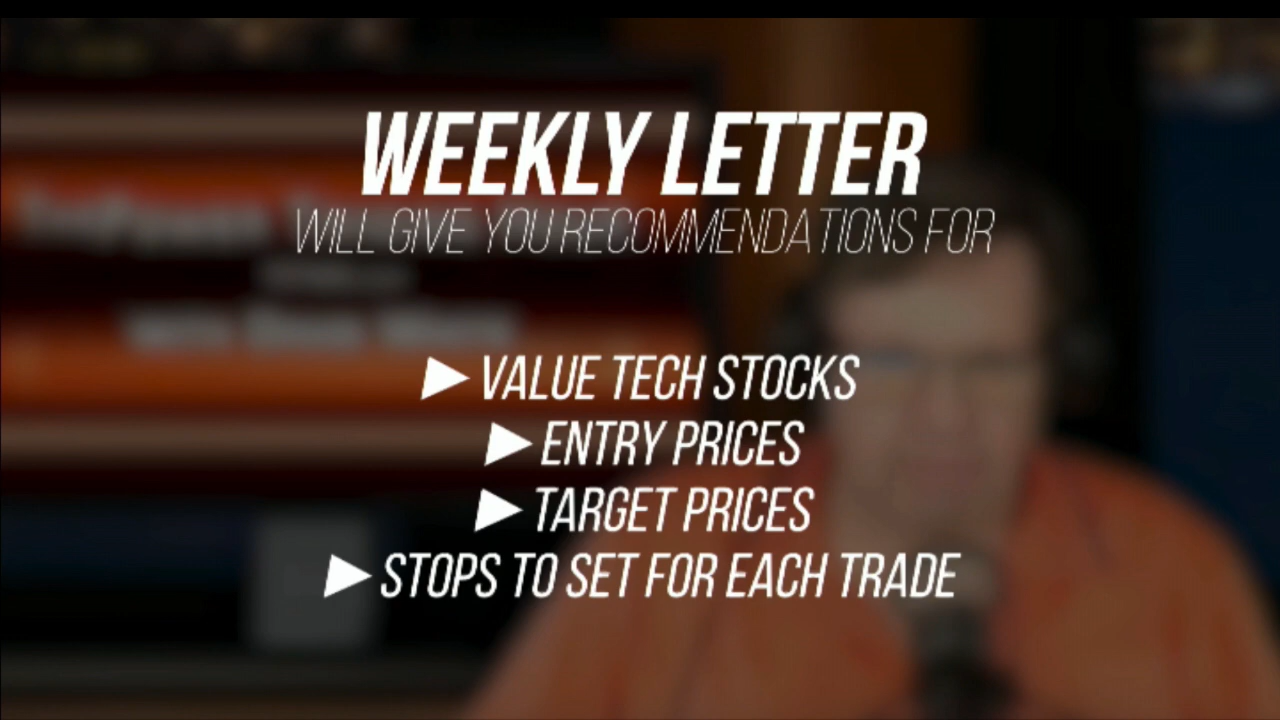 WEEKLY LETTER
WILL GIVE YOU RECOMMENDATIONS FOR
▶ VALUE TECH STOCKS
▶ ENTRY PRICES
▶ TARGET PRICES
▶ STOPS TO SET FOR EACH TRADE